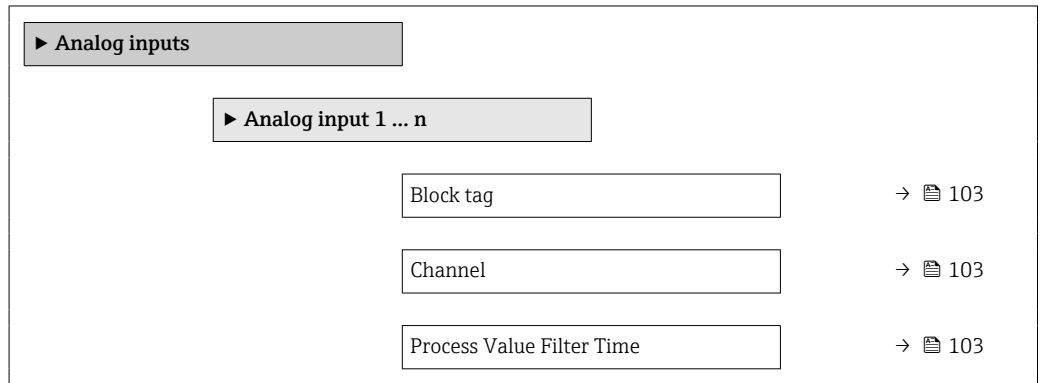 ▶ Analog inputs
▶ Analog input 1 ... n
Block tag → 103
Channel → 103
Process Value Filter Time → 103